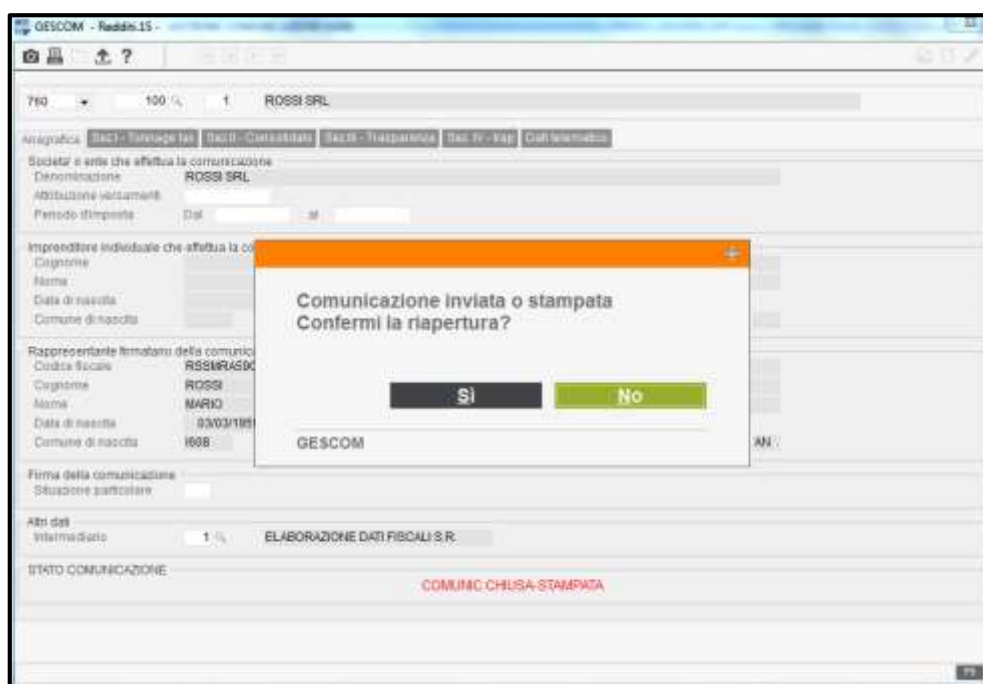 GESCOM - Redditi.15 -
?
760 100 1 ROSSI SRL
Anagrafica Sez.I - Tonnage tax Sez.II - Consolidato Sez.III - Trasparenza Sez. IV - Irap Dati telematico
Societa' o ente che effettua la comunicazione
Denominazione ROSSI SRL
Attribuzione versamenti
Periodo d'imposta Dal al
Imprenditore individuale che effettua la co
Cognome
Nome
Data di nascita
Comune di nascita
Comunicazione inviata o stampata
Confermi la riapertura?
Sì No
GESCOM
Rappresentante firmatario della comunic
Codice fiscale
Cognome ROSSI
Nome MARIO
Data di nascita
Comune di nascita I608 AN
Firma della comunicazione
Situazione particolare
Altri dati
Intermediario 1 ELABORAZIONE DATI FISCALI S.R.
STATO COMUNICAZIONE
COMUNIC.CHIUSA-STAMPATA